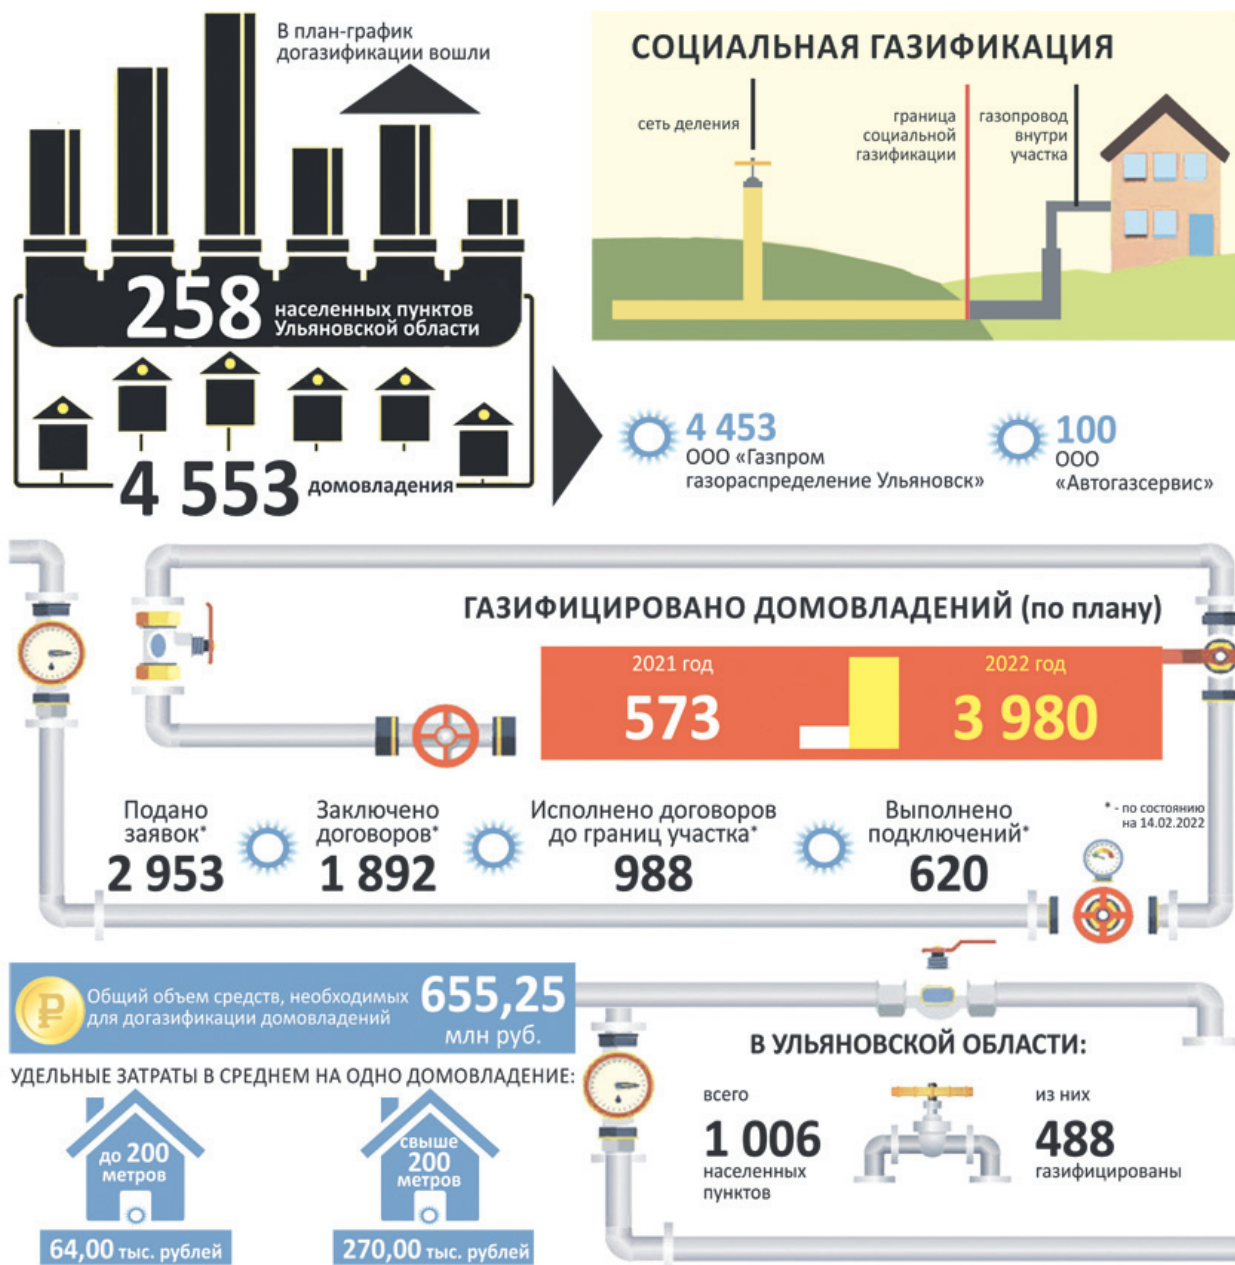 В план-график
догазификации вошли
258
населенных пунктов
Ульяновской области
4 553 домовладения
СОЦИАЛЬНАЯ ГАЗИФИКАЦИЯ
сеть деления
граница
социальной
газификации
газопровод
внутри
участка
4 453
ООО «Газпром
газораспределение Ульяновск»
100
ООО
«Автогазсервис»
ГАЗИФИЦИРОВАНО ДОМОВЛАДЕНИЙ (по плану)
2021 год
573
2022 год
3 980
Подано
заявок*
2 953
Заключено
договоров*
1 892
Исполнено договоров
до границ участка*
988
Выполнено
подключений*
620
* - по состоянию
на 14.02.2022
₽
Общий объем средств, необходимых
для догазификации домовладений
655,25
млн руб.
УДЕЛЬНЫЕ ЗАТРАТЫ В СРЕДНЕМ НА ОДНО ДОМОВЛАДЕНИЕ:
до 200
метров
64,00 тыс. рублей
свыше
200
метров
270,00 тыс. рублей
В УЛЬЯНОВСКОЙ ОБЛАСТИ:
всего
1 006
населенных
пунктов
из них
488
газифицированы